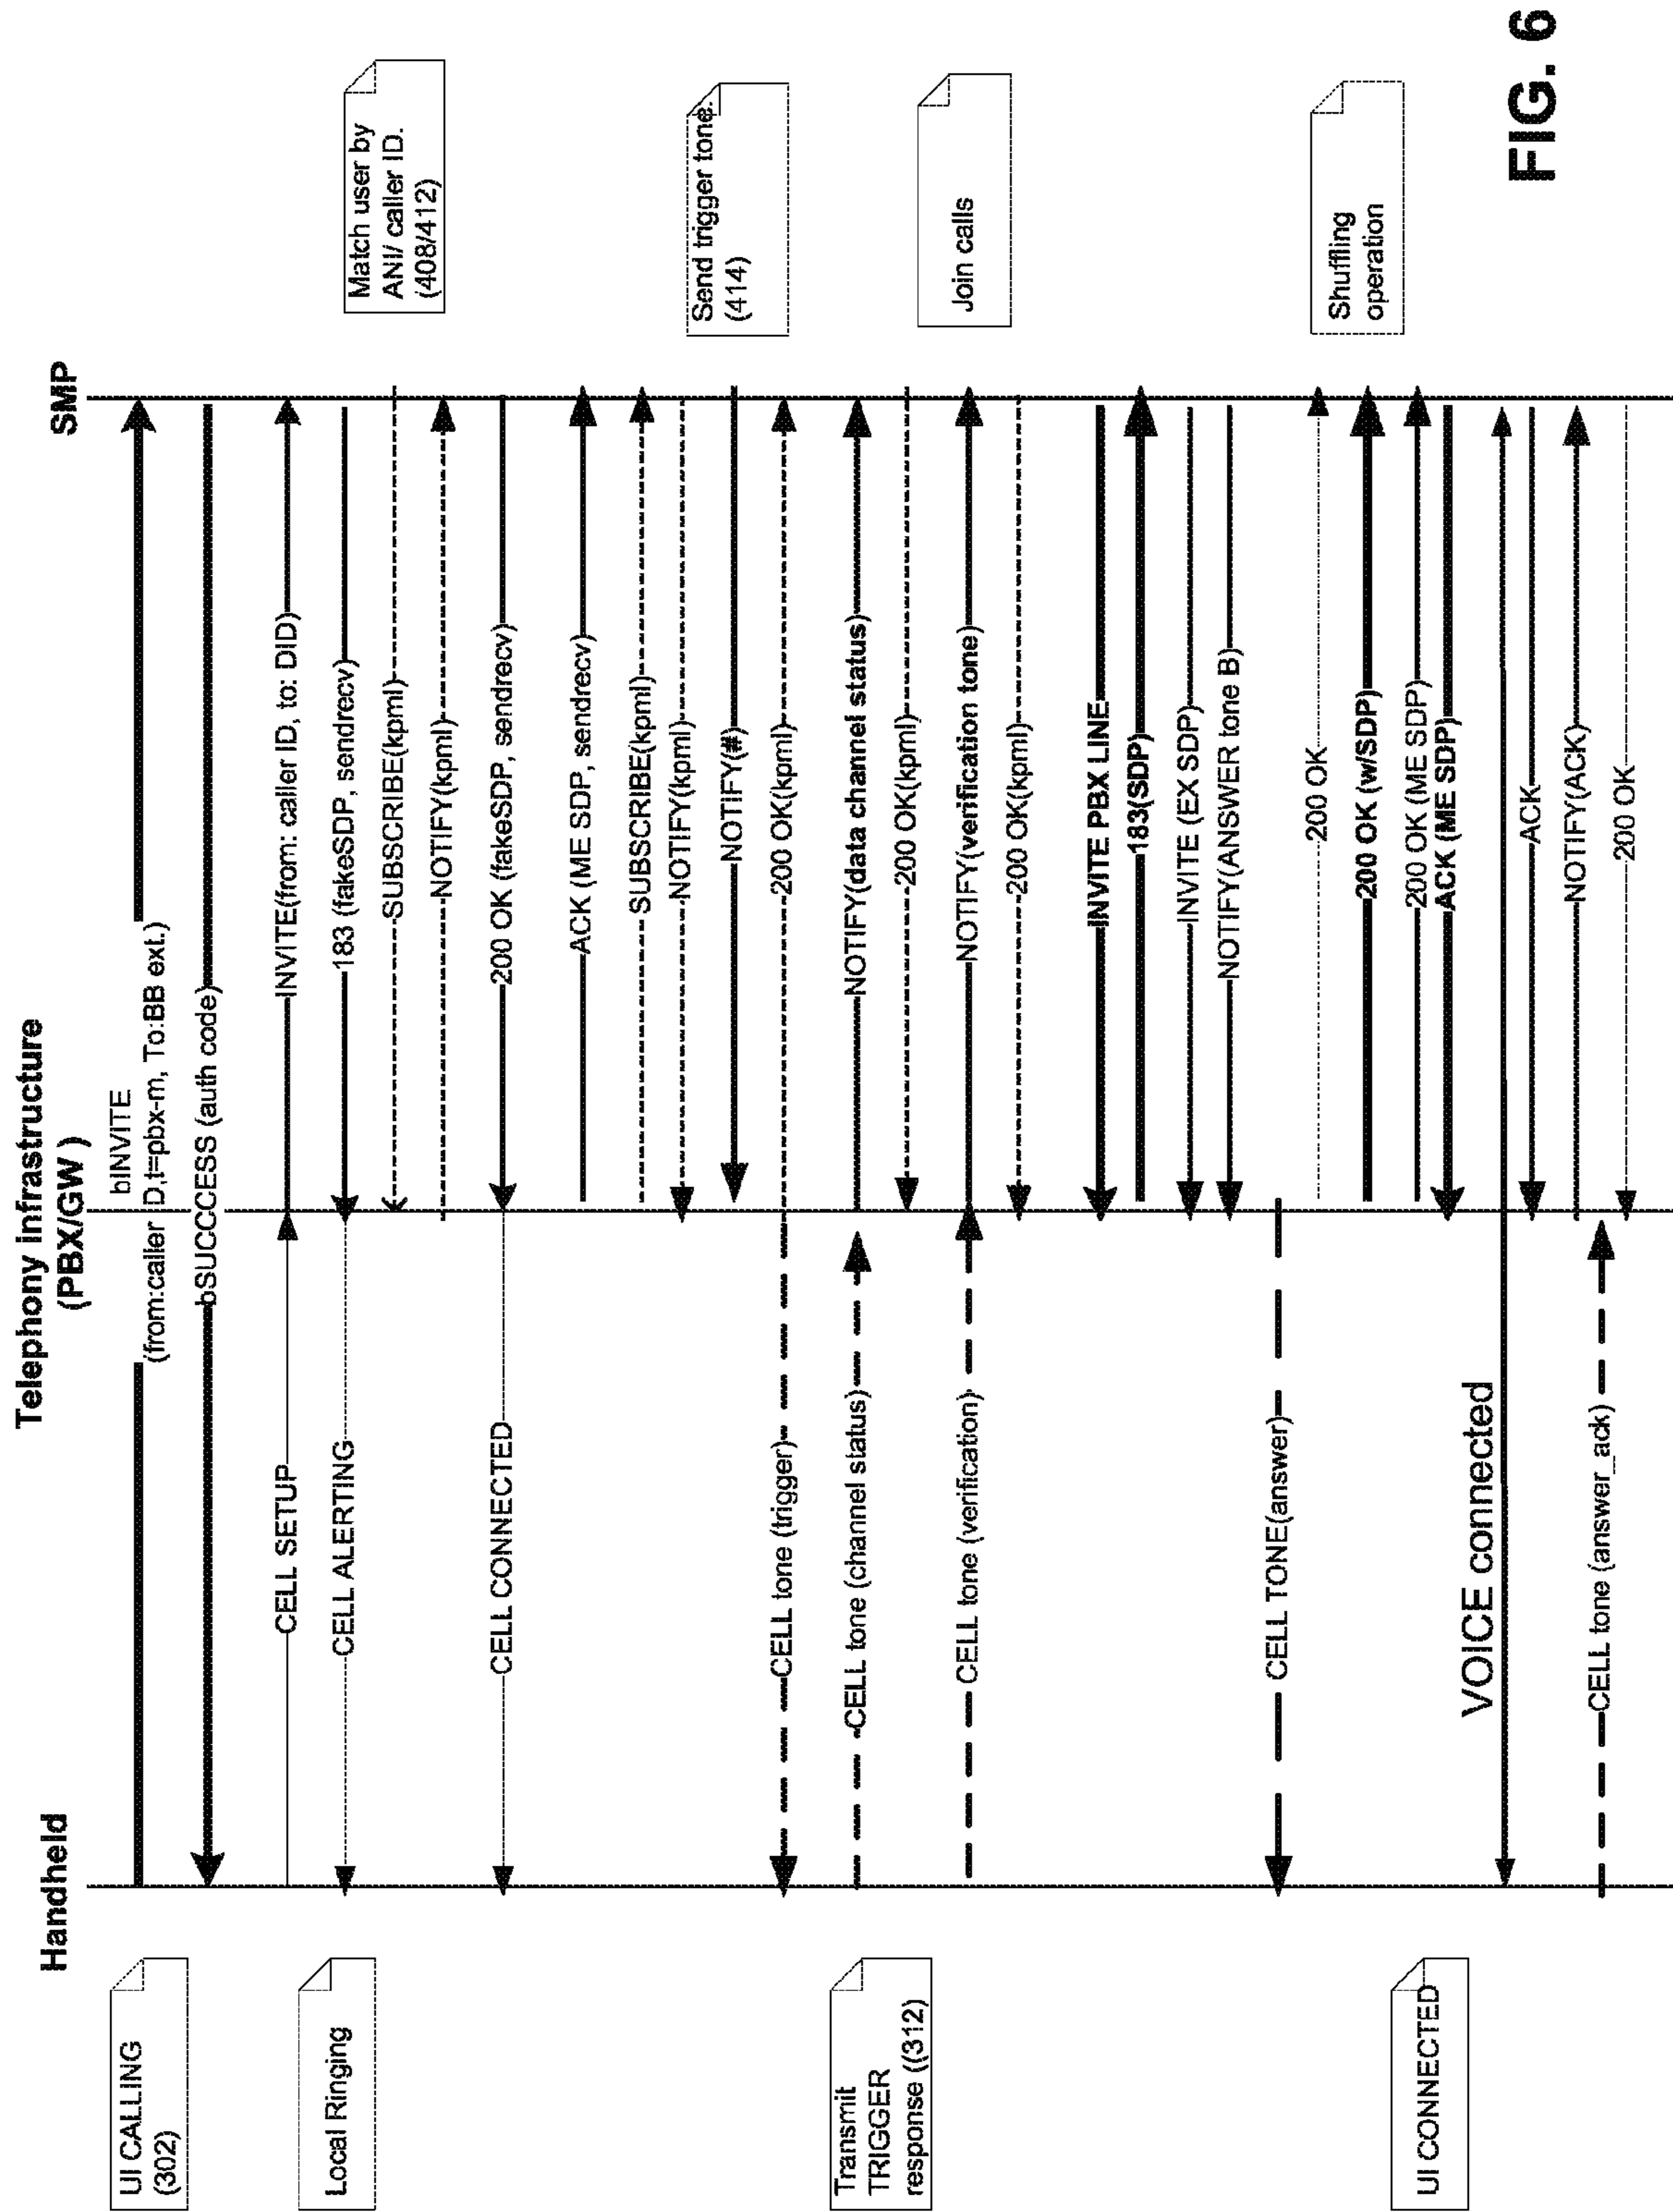 Handheld
Telephony infrastructure
(PBX/GW )
SMP
UI CALLING
(302)
bINVITE
(from:caller D,t=pbx-m, To:BB ext.)
bSUCCESS (auth code)
CELL SETUP
INVITE(from: caller ID, to: DID)
Local Ringing
CELL ALERTING
183 (fakeSDP, sendrecv)
Match user by
ANI/ caller ID.
(408/412)
SUBSCRIBE(kpml)
NOTIFY(kpml)
CELL CONNECTED
200 OK (fakeSDP, sendrecv)
ACK (ME SDP, sendrecv)
SUBSCRIBE(kpml)
NOTIFY(kpml)
NOTIFY(#)
Send trigger tone.
(414)
CELL tone (trigger)
200 OK(kpml)
Transmit
TRIGGER
response ((312)
CELL tone (channel status)
NOTIFY(data channel status)
200 OK(kpml)
CELL tone (verification)
NOTIFY(verification tone)
Join calls
200 OK(kpml)
INVITE PBX LINE
183(SDP)
INVITE (EX SDP)
NOTIFY(ANSWER tone B)
CELL TONE(answer)
200 OK
Shuffling
operation
200 OK (w/SDP)
200 OK (ME SDP)
ACK (ME SDP)
UI CONNECTED
VOICE connected
ACK
NOTIFY(ACK)
CELL tone (answer_ack)
200 OK
FIG. 6